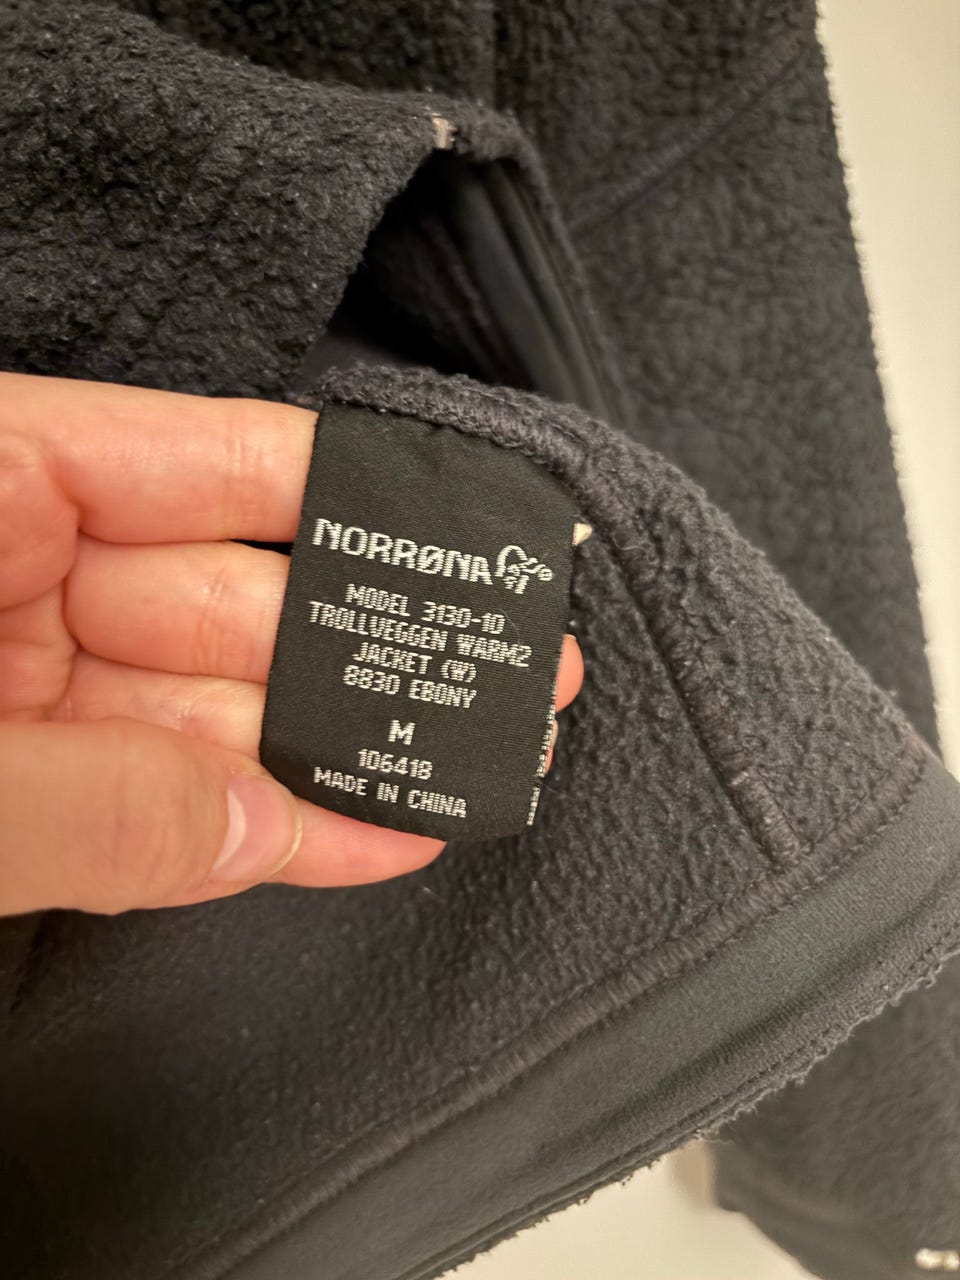 NORRØNA
MODEL 3130-10
TROLLVEGGEN WARM2
JACKET (W)
8830 EBONY
M
106418
MADE IN CHINA